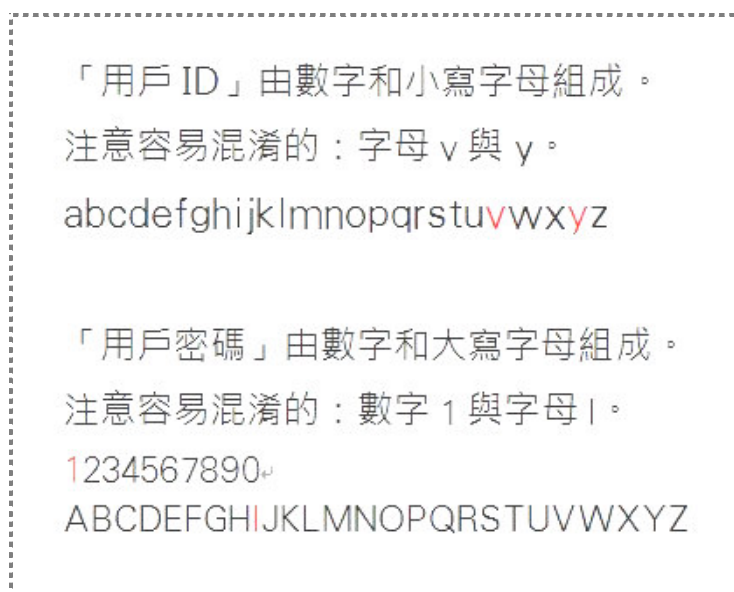 「用戶 ID」由數字和小寫字母組成。
注意容易混淆的：字母 v 與 y。
abcdefghijklmnopqrstuvwxyz
「用戶密碼」由數字和大寫字母組成。
注意容易混淆的：數字 1 與字母 I。
1234567890↵
ABCDEFGHIJKLMNOPQRSTUVWXYZ